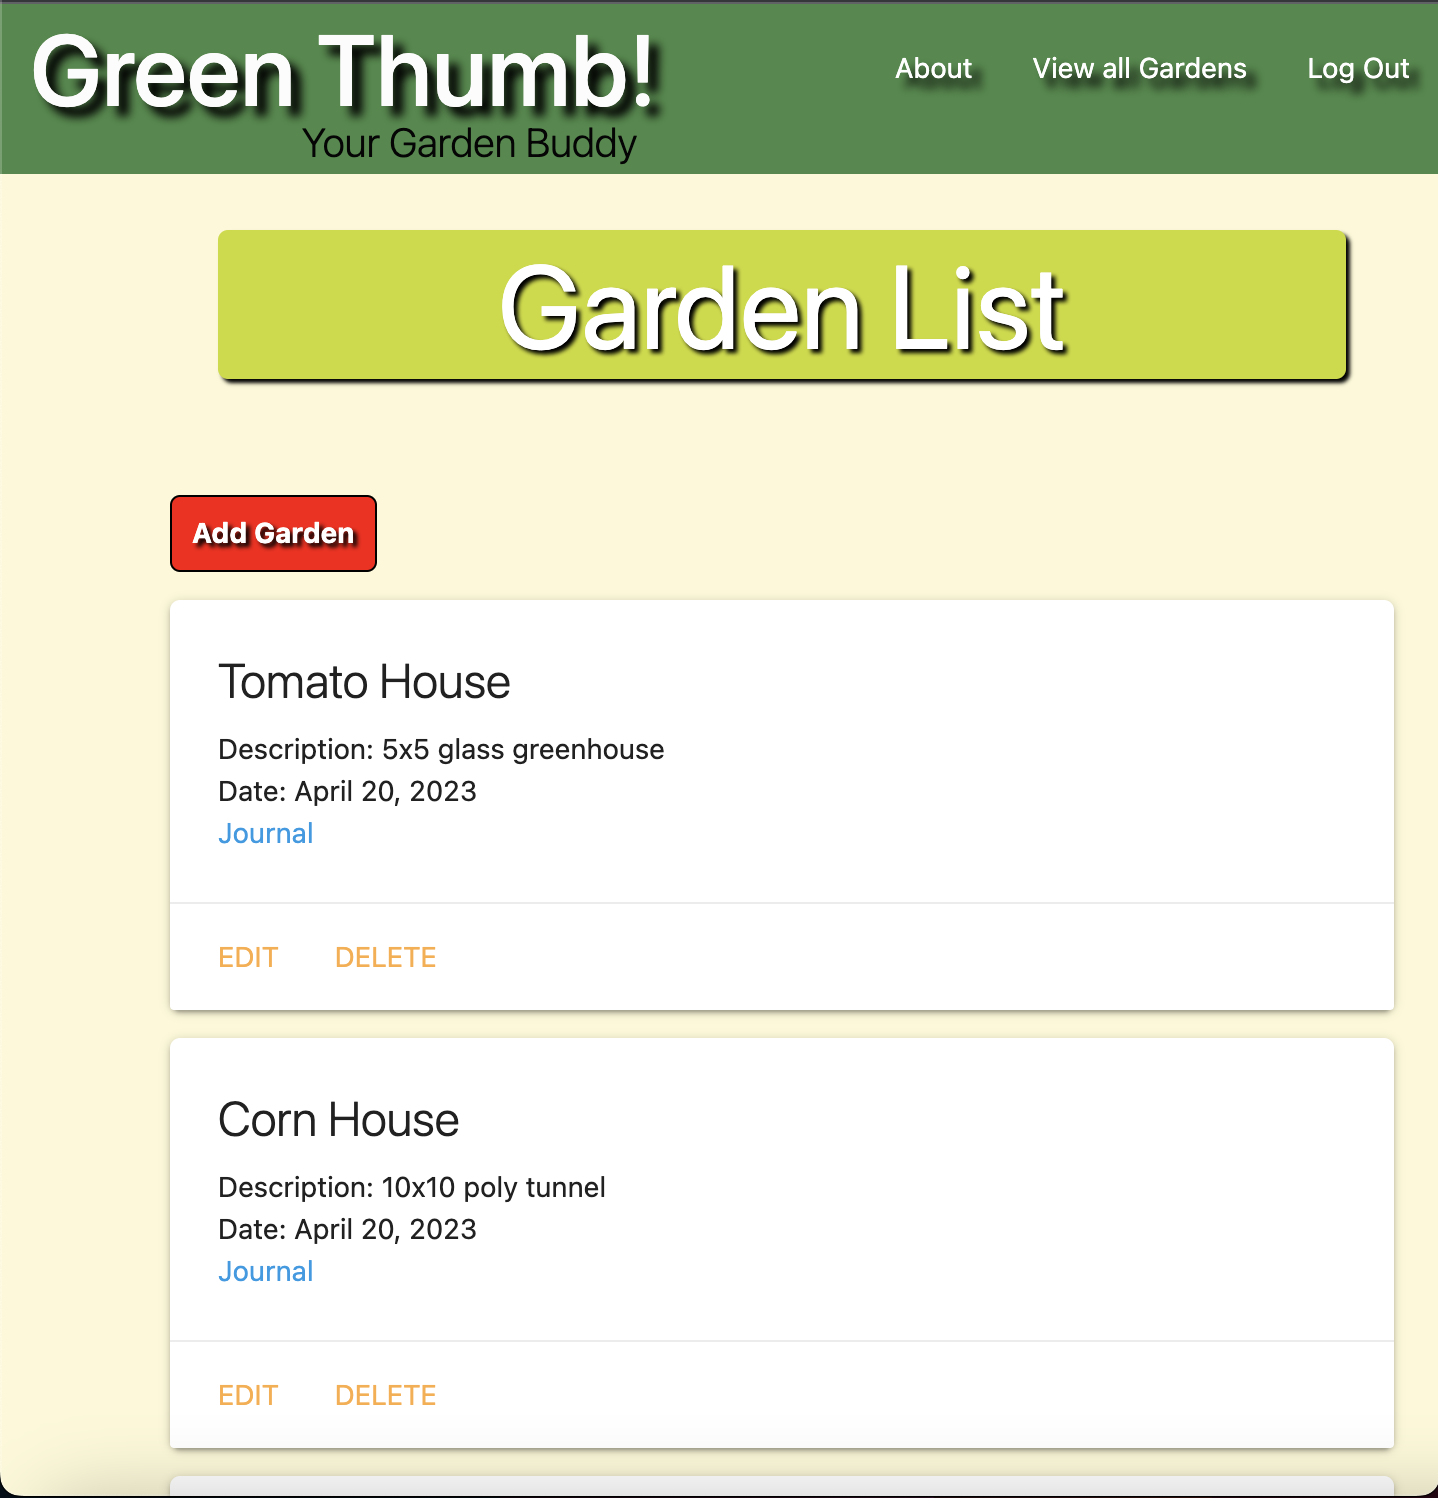 Green Thumb!
Your Garden Buddy
About
View all Gardens
Log Out
Garden List
Add Garden
Tomato House
Description: 5x5 glass greenhouse
Date: April 20, 2023
Journal
EDIT DELETE
Corn House
Description: 10x10 poly tunnel
Date: April 20, 2023
Journal
EDIT DELETE